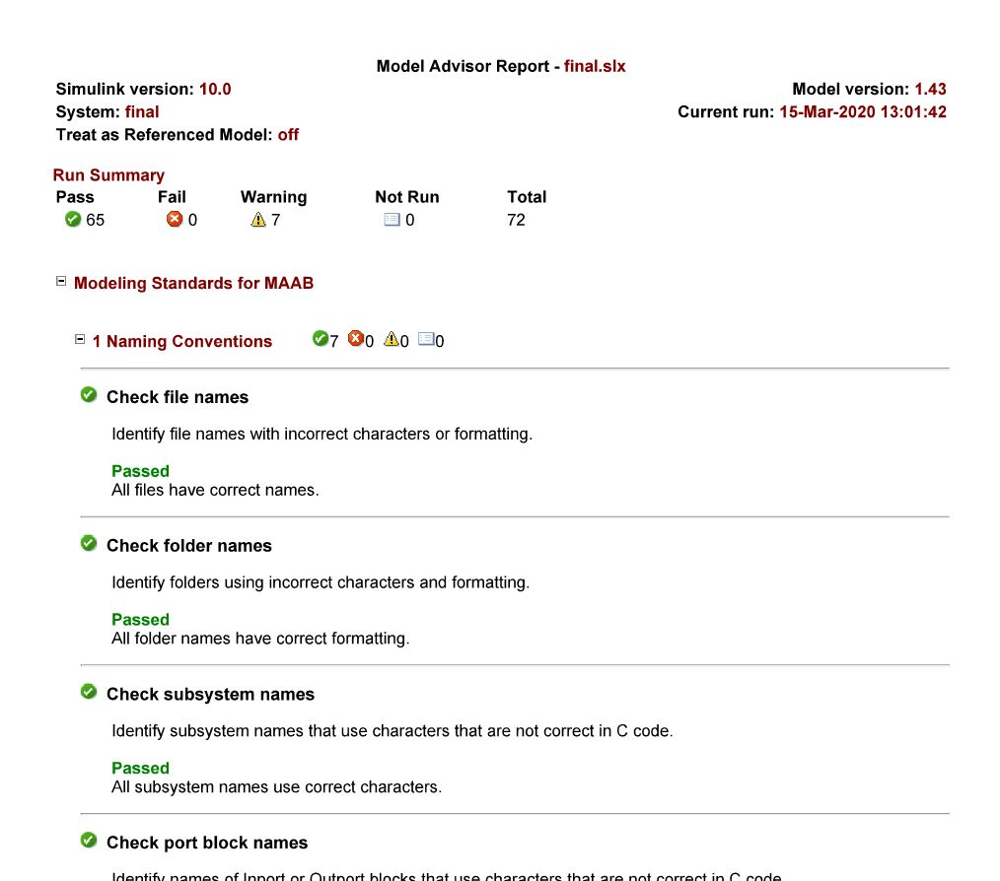 Model Advisor Report - final.slx
Simulink version: 10.0 Model version: 1.43
System: final Current run: 15-Mar-2020 13:01:42
Treat as Referenced Model: off
Run Summary
Pass Fail Warning Not Run Total
65 0 7 0 72
Modeling Standards for MAAB
1 Naming Conventions 7 0 0 0
Check file names
Identify file names with incorrect characters or formatting.
Passed
All files have correct names.
Check folder names
Identify folders using incorrect characters and formatting.
Passed
All folder names have correct formatting.
Check subsystem names
Identify subsystem names that use characters that are not correct in C code.
Passed
All subsystem names use correct characters.
Check port block names
Identify names of Inport or Outport blocks that use characters that are not correct in C code.